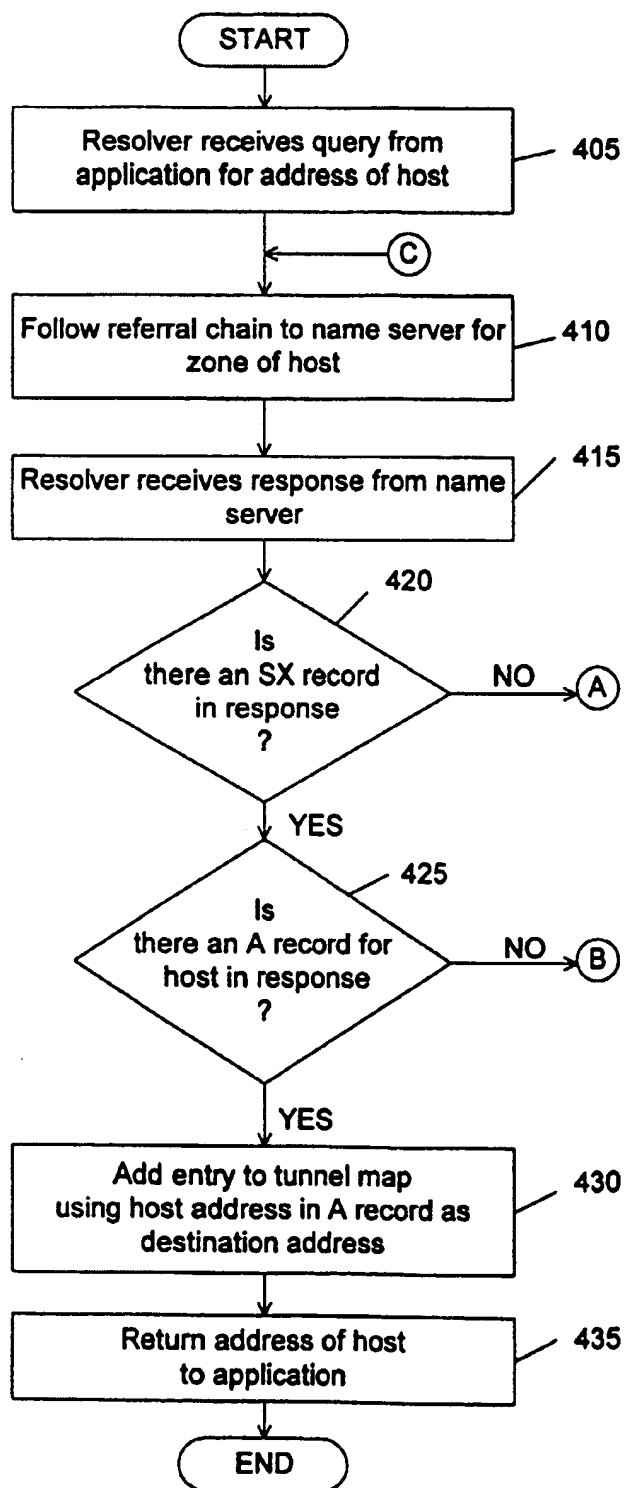 START
Resolver receives query from
application for address of host
405
C
Follow referral chain to name server for
zone of host
410
415
Resolver receives response from name
server
420
Is
there an SX record
in response
?
NO
A
YES
425
Is
there an A record for
host in response
?
NO
B
YES
Add entry to tunnel map
using host address in A record as
destination address
430
Return address of host
to application
435
END